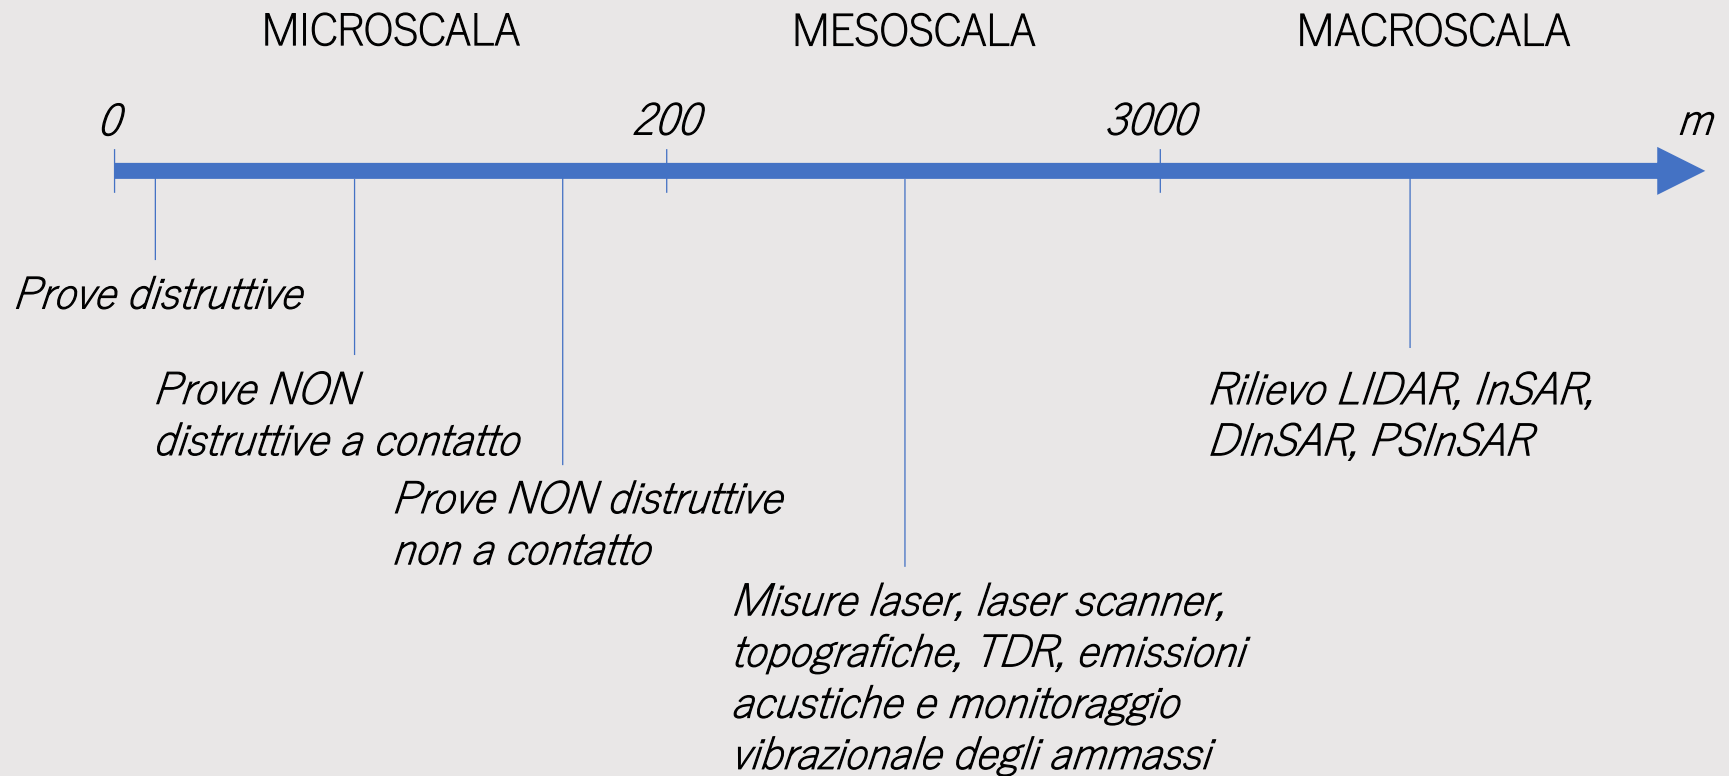 MICROSCALA
MESOSCALA
MACROSCALA
0
200
3000
m
Prove distruttive
Prove NON
distruttive a contatto
Prove NON distruttive
non a contatto
Misure laser, laser scanner,
topografiche, TDR, emissioni
acustiche e monitoraggio
vibrazionale degli ammassi
Rilievo LIDAR, InSAR,
DInSAR, PSInSAR